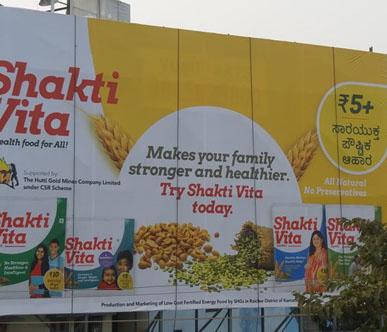 Shakti
Vita
ealth food for All!
Supported by
The Hutti Gold Mines Company Limited
under CSR Scheme
Makes your family
stronger and healthier.
Try Shakti Vita
today.
₹5+
ಸಾರಯುಕ್ತ
ಪೌಷ್ಟಿಕ
ಆಹಾರ
All Natural
No Preservatives
Shakti
Vita
Shakti
Vita
Shakti
Vita
Shakti
Vita
Production and Marketing of Low Cost Fortified Energy Food by SHGs in Raichur District of Karnat